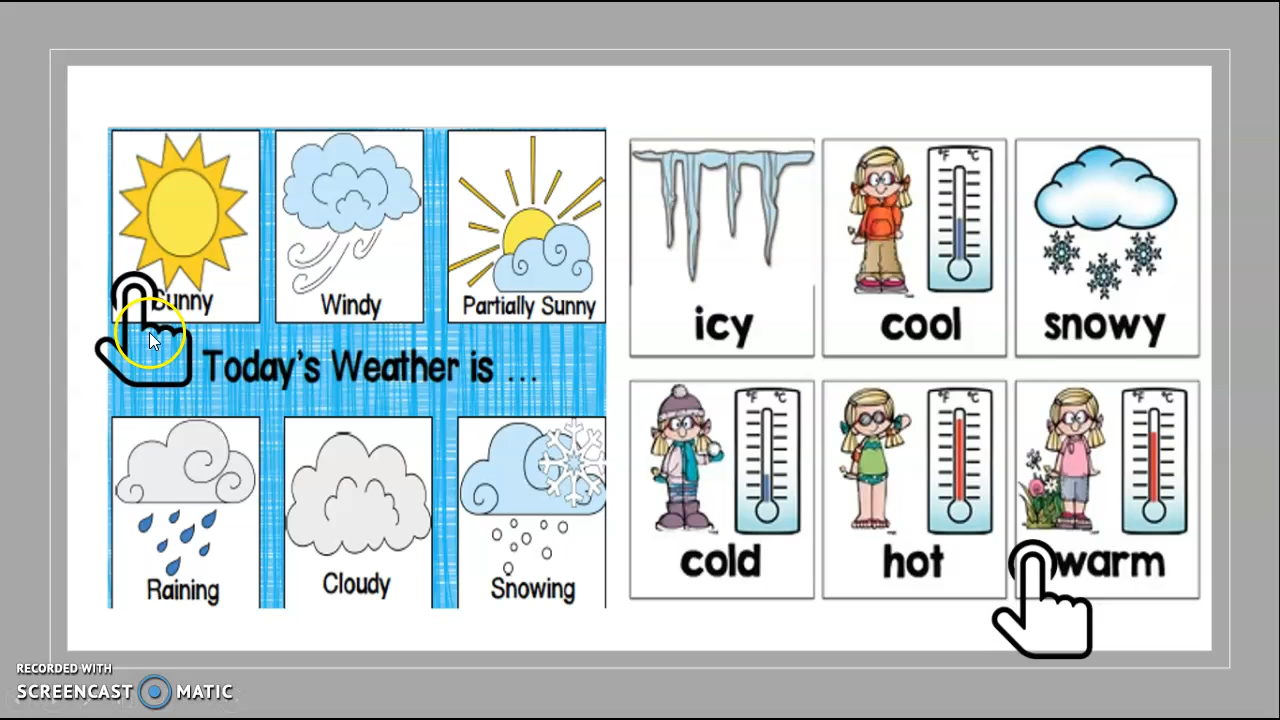 Sunny
Windy
Partially Sunny
Today's Weather is ...
Raining
Cloudy
Snowing
icy
°F °C
cool
snowy
°F °C
cold
°F °C
hot
°F °C
warm
RECORDED WITH
SCREENCAST MATIC